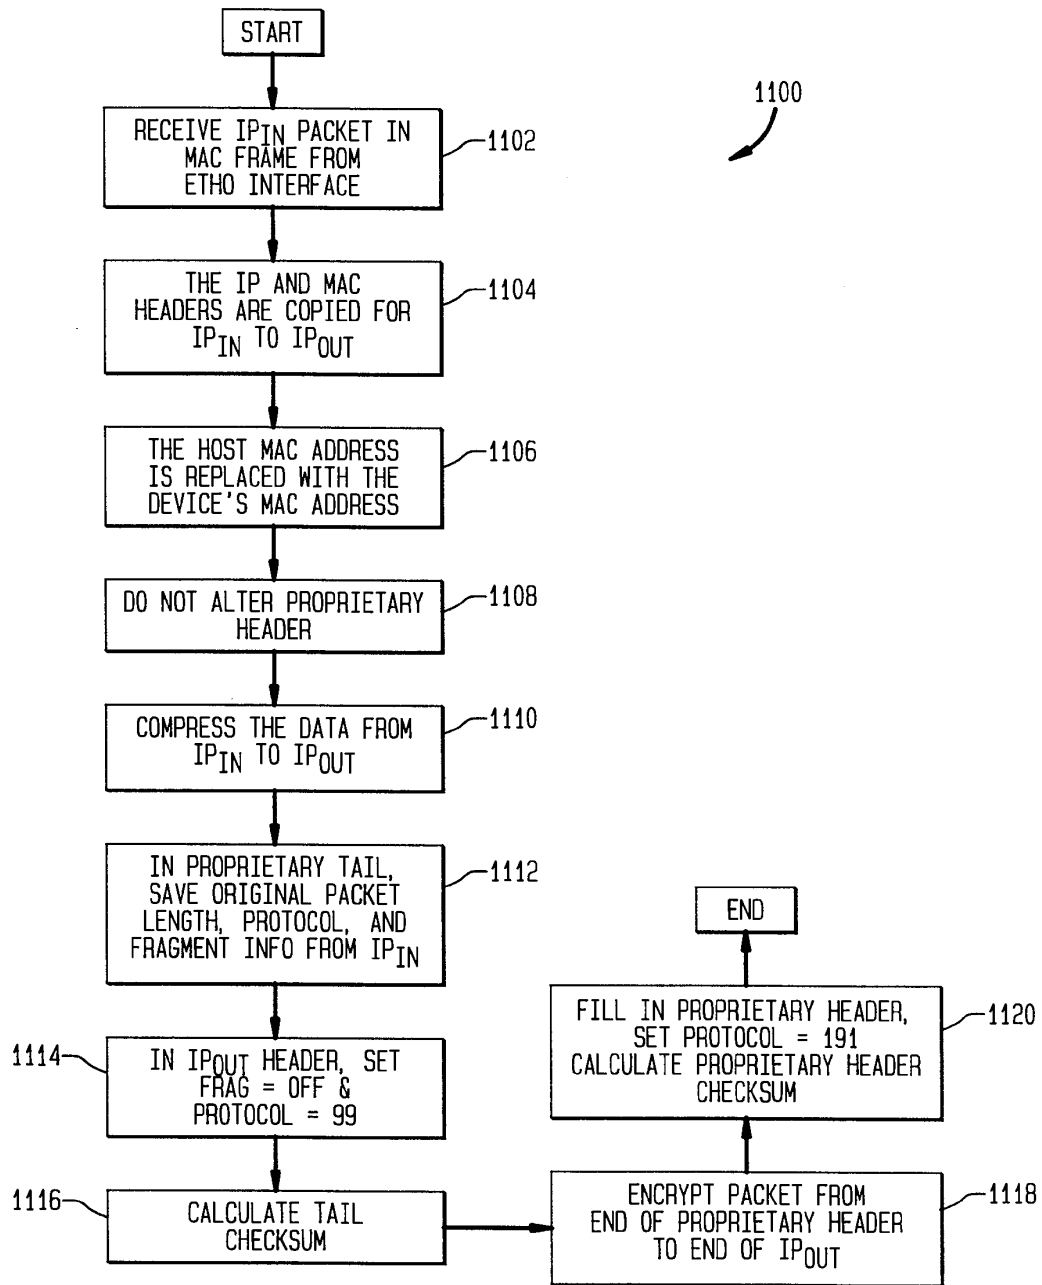 START
1100
RECEIVE IPIN PACKET IN
MAC FRAME FROM
ETHO INTERFACE
1102
THE IP AND MAC
HEADERS ARE COPIED FOR
IPIN TO IPOUT
1104
THE HOST MAC ADDRESS
IS REPLACED WITH THE
DEVICE'S MAC ADDRESS
1106
DO NOT ALTER PROPRIETARY
HEADER
1108
COMPRESS THE DATA FROM
IPIN TO IPOUT
1110
IN PROPRIETARY TAIL,
SAVE ORIGINAL PACKET
LENGTH, PROTOCOL, AND
FRAGMENT INFO FROM IPIN
1112
1114
IN IPOUT HEADER, SET
FRAG = OFF &
PROTOCOL = 99
1116
CALCULATE TAIL
CHECKSUM
ENCRYPT PACKET FROM
END OF PROPRIETARY HEADER
TO END OF IPOUT
1118
FILL IN PROPRIETARY HEADER,
SET PROTOCOL = 191
CALCULATE PROPRIETARY HEADER
CHECKSUM
1120
END